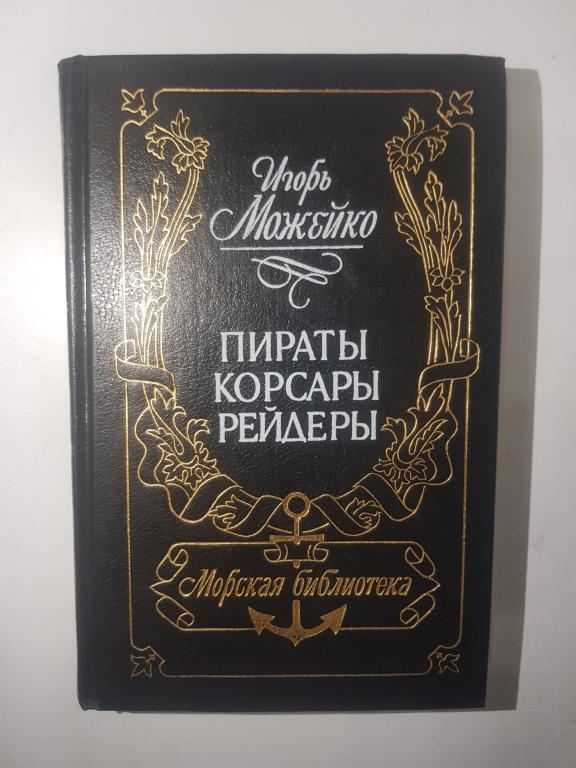 Игорь
Можейко
ПИРАТЫ
КОРСАРЫ
РЕЙДЕРЫ
Морская библиотека